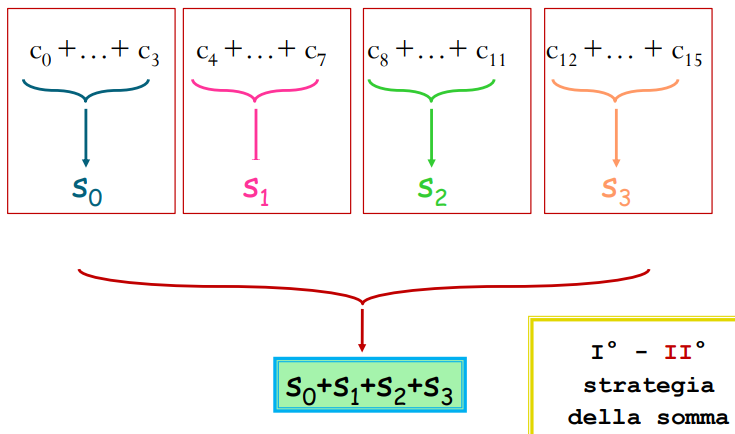 c₀ +…+ c₃
c₄ +…+ c₇
c₈ +…+ c₁₁
c₁₂ +… + c₁₅
s₀
s₁
s₂
s₃
s₀+s₁+s₂+s₃
I° - II°
strategia
della somma